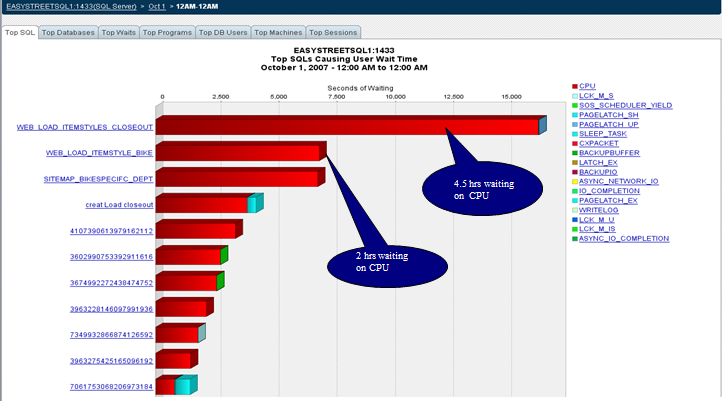 EASYSTREETSQL1:1433(SQL Server) > Oct 1 > 12AM-12AM
Top SQL Top Databases Top Waits Top Programs Top DB Users Top Machines Top Sessions
EASYSTREETSQL1:1433
Top SQLs Causing User Wait Time
October 1, 2007 - 12:00 AM to 12:00 AM
Seconds of Waiting
0 2,500 5,000 7,500 10,000 12,500 15,000
WEB_LOAD_ITEMSTYLES_CLOSEOUT
WEB_LOAD_ITEMSTYLE_BIKE
SITEMAP_BIKESPECIFC_DEPT
creat Load closeout
4107390613979162112
3602990753392911616
3674992272438474752
3963228146097991936
7349932866874126592
3963275425165096192
7061753068206973184
4.5 hrs waiting
on CPU
2 hrs waiting
on CPU
CPU
LCK_M_S
SOS_SCHEDULER_YIELD
PAGELATCH_SH
PAGELATCH_UP
SLEEP_TASK
CXPACKET
BACKUPBUFFER
LATCH_EX
BACKUPIO
ASYNC_NETWORK_IO
IO_COMPLETION
PAGELATCH_EX
WRITELOG
LCK_M_U
LCK_M_IS
ASYNC_IO_COMPLETION